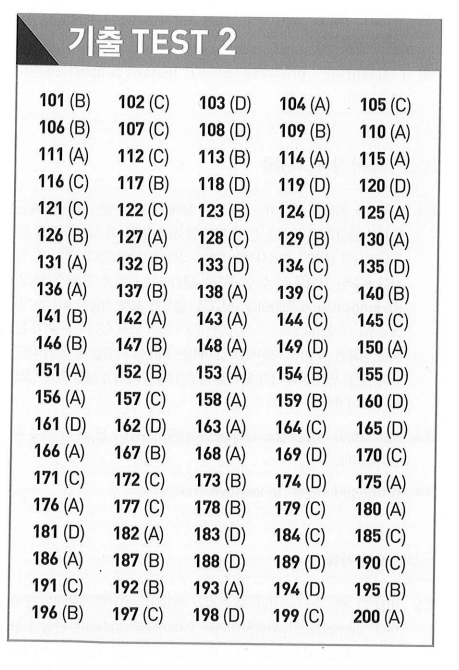 기출 TEST 2
101 (B) 102 (C) 103 (D) 104 (A) 105 (C)
106 (B) 107 (C) 108 (D) 109 (B) 110 (A)
111 (A) 112 (C) 113 (B) 114 (A) 115 (A)
116 (C) 117 (B) 118 (D) 119 (D) 120 (D)
121 (C) 122 (C) 123 (B) 124 (D) 125 (A)
126 (B) 127 (A) 128 (C) 129 (B) 130 (A)
131 (A) 132 (B) 133 (D) 134 (C) 135 (D)
136 (A) 137 (B) 138 (A) 139 (C) 140 (B)
141 (B) 142 (A) 143 (A) 144 (C) 145 (C)
146 (B) 147 (B) 148 (A) 149 (D) 150 (A)
151 (A) 152 (B) 153 (A) 154 (B) 155 (D)
156 (A) 157 (C) 158 (A) 159 (B) 160 (D)
161 (D) 162 (D) 163 (A) 164 (C) 165 (D)
166 (A) 167 (B) 168 (A) 169 (D) 170 (C)
171 (C) 172 (C) 173 (B) 174 (D) 175 (A)
176 (A) 177 (C) 178 (B) 179 (C) 180 (A)
181 (D) 182 (A) 183 (D) 184 (C) 185 (C)
186 (A) 187 (B) 188 (D) 189 (D) 190 (C)
191 (C) 192 (B) 193 (A) 194 (D) 195 (B)
196 (B) 197 (C) 198 (D) 199 (C) 200 (A)